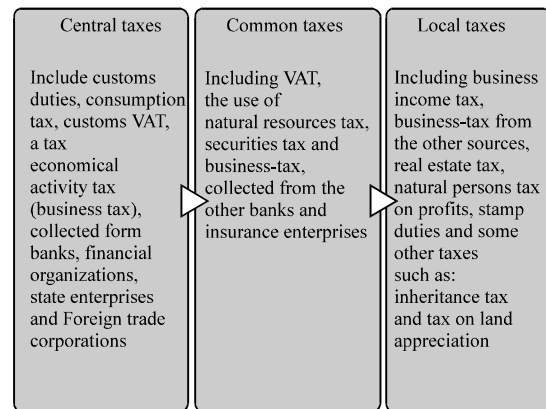 Central taxes
Include customs
duties, consumption
tax, customs VAT,
a tax
economical
activity tax
(business tax),
collected form
banks, financial
organizations,
state enterprises
and Foreign trade
corporations
Common taxes
Including VAT,
the use of
natural resources tax,
securities tax and
business-tax,
collected from the
other banks and
insurance enterprises
Local taxes
Including business
income tax,
business-tax from
the other sources,
real estate tax,
natural persons tax
on profits, stamp
duties and some
other taxes
such as:
inheritance tax
and tax on land
appreciation